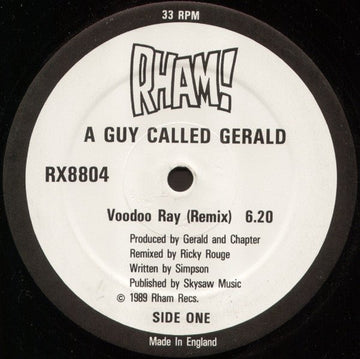 33 RPM
RHAM!
A GUY CALLED GERALD
RX8804
Voodoo Ray (Remix) 6.20
Produced by Gerald and Chapter
Remixed by Ricky Rouge
Written by Simpson
Published by Skysaw Music
© 1989 Rham Recs.
SIDE ONE
Made In England